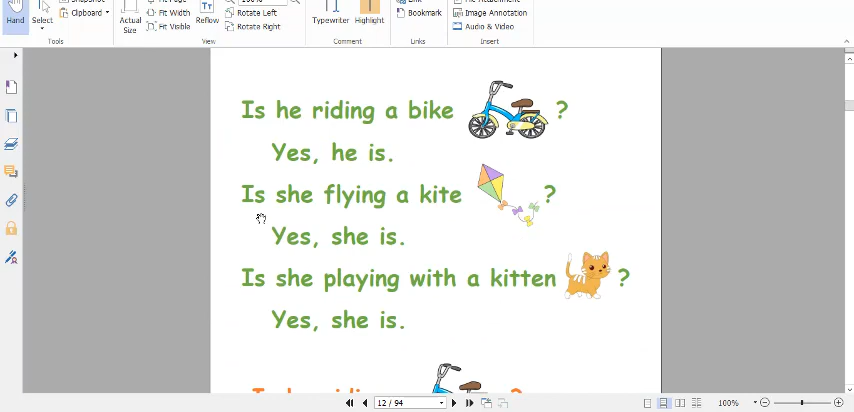 Hand Select Clipboard Actual Size Fit Width Fit Visible Reflow Rotate Left Rotate Right Typewriter Highlight Bookmark Image Annotation Audio & Video
Tools View Comment Links Insert
Is he riding a bike ?
Yes, he is.
Is she flying a kite ?
Yes, she is.
Is she playing with a kitten ?
Yes, she is.
12 / 94 100%